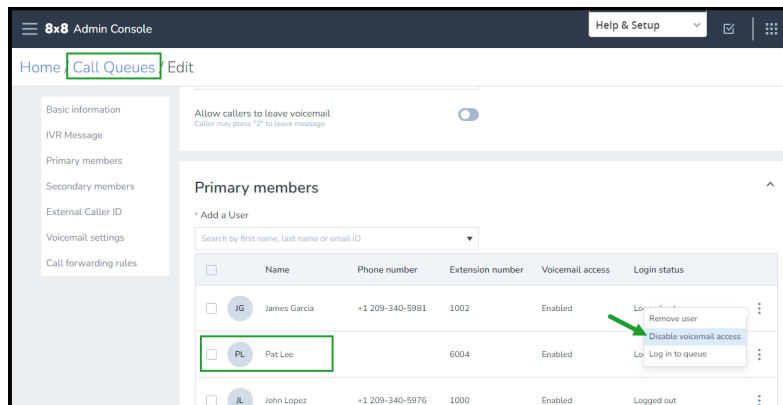 8x8 Admin Console
Help & Setup
Home / Call Queues / Edit
Basic information
IVR Message
Primary members
Secondary members
External Caller ID
Voicemail settings
Call forwarding rules
Allow callers to leave voicemail
Caller may press "2" to leave message
Primary members
* Add a User
Search by first name, last name or email ID
Name Phone number Extension number Voicemail access Login status
JG James Garcia +1 209-340-5981 1002 Enabled
Remove user
Disable voicemail access
Log in to queue
PL Pat Lee 6004 Enabled
JL John Lopez +1 209-340-5976 1000 Enabled Logged out